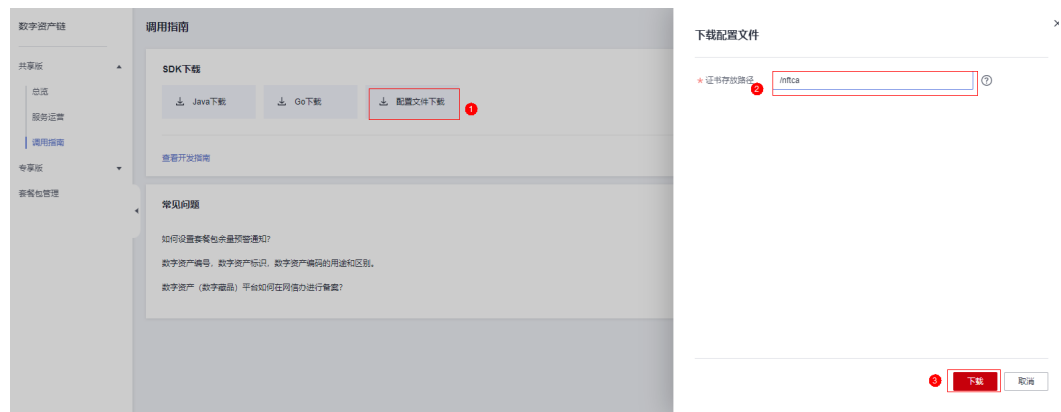 数字资产链
共享版
总览
服务运营
调用指南
专享版
套餐包管理
调用指南
SDK下载
Java下载
Go下载
配置文件下载
1
查看开发指南
常见问题
如何设置套餐包余量预警通知?
数字资产编号、数字资产标识、数字资产编码的用途和区别。
数字资产（数字藏品）平台如何在网信办进行备案?
下载配置文件
* 证书存放路径
/nftca
2
3
下载
取消